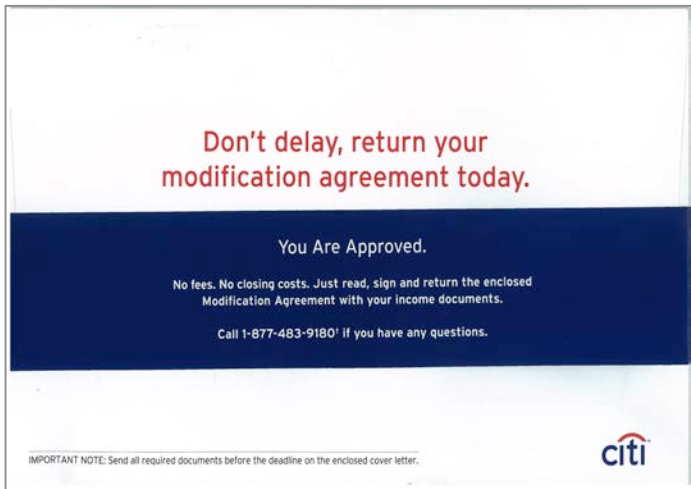 Don't delay, return your
modification agreement today.
You Are Approved.
No fees. No closing costs. Just read, sign and return the enclosed
Modification Agreement with your income documents.
Call 1-877-483-9180† if you have any questions.
IMPORTANT NOTE: Send all required documents before the deadline on the enclosed cover letter.
citi